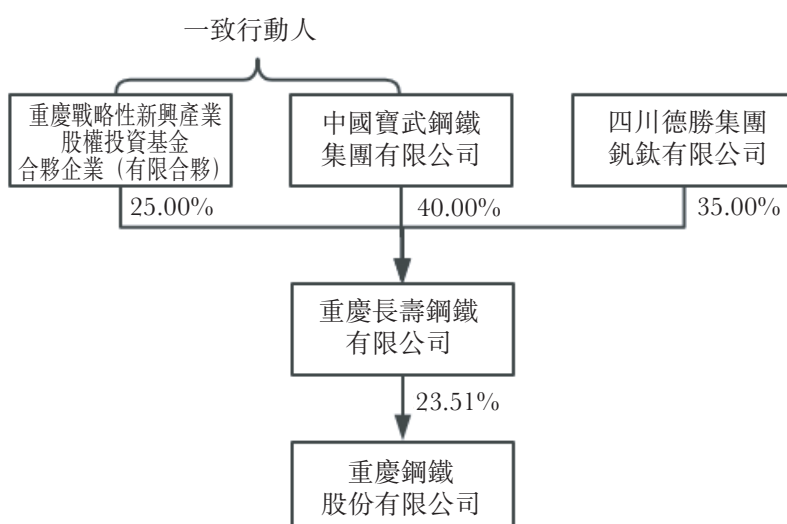 一致行動人
重慶戰略性新興產業
股權投資基金
合夥企業（有限合夥）
中國寶武鋼鐵
集團有限公司
四川德勝集團
釩鈦有限公司
25.00%
40.00%
35.00%
重慶長壽鋼鐵
有限公司
23.51%
重慶鋼鐵
股份有限公司